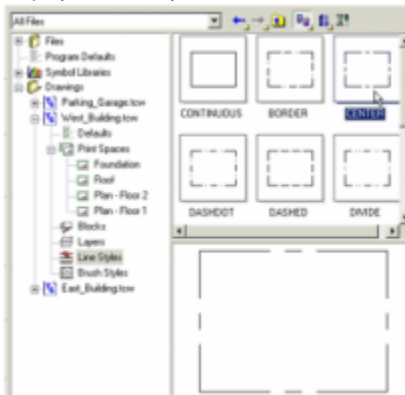 All Files
Files
Program Defaults
Symbol Libraries
Drawings
Parking_Garage.tcw
West_Building.tcw
Defaults
Print Spaces
Foundation
Roof
Plan - Floor 2
Plan - Floor 1
Blocks
Layers
Line Styles
Brush Styles
East_Building.tcw
CONTINUOUS
BORDER
CENTER
DASHDOT
DASHED
DIVIDE